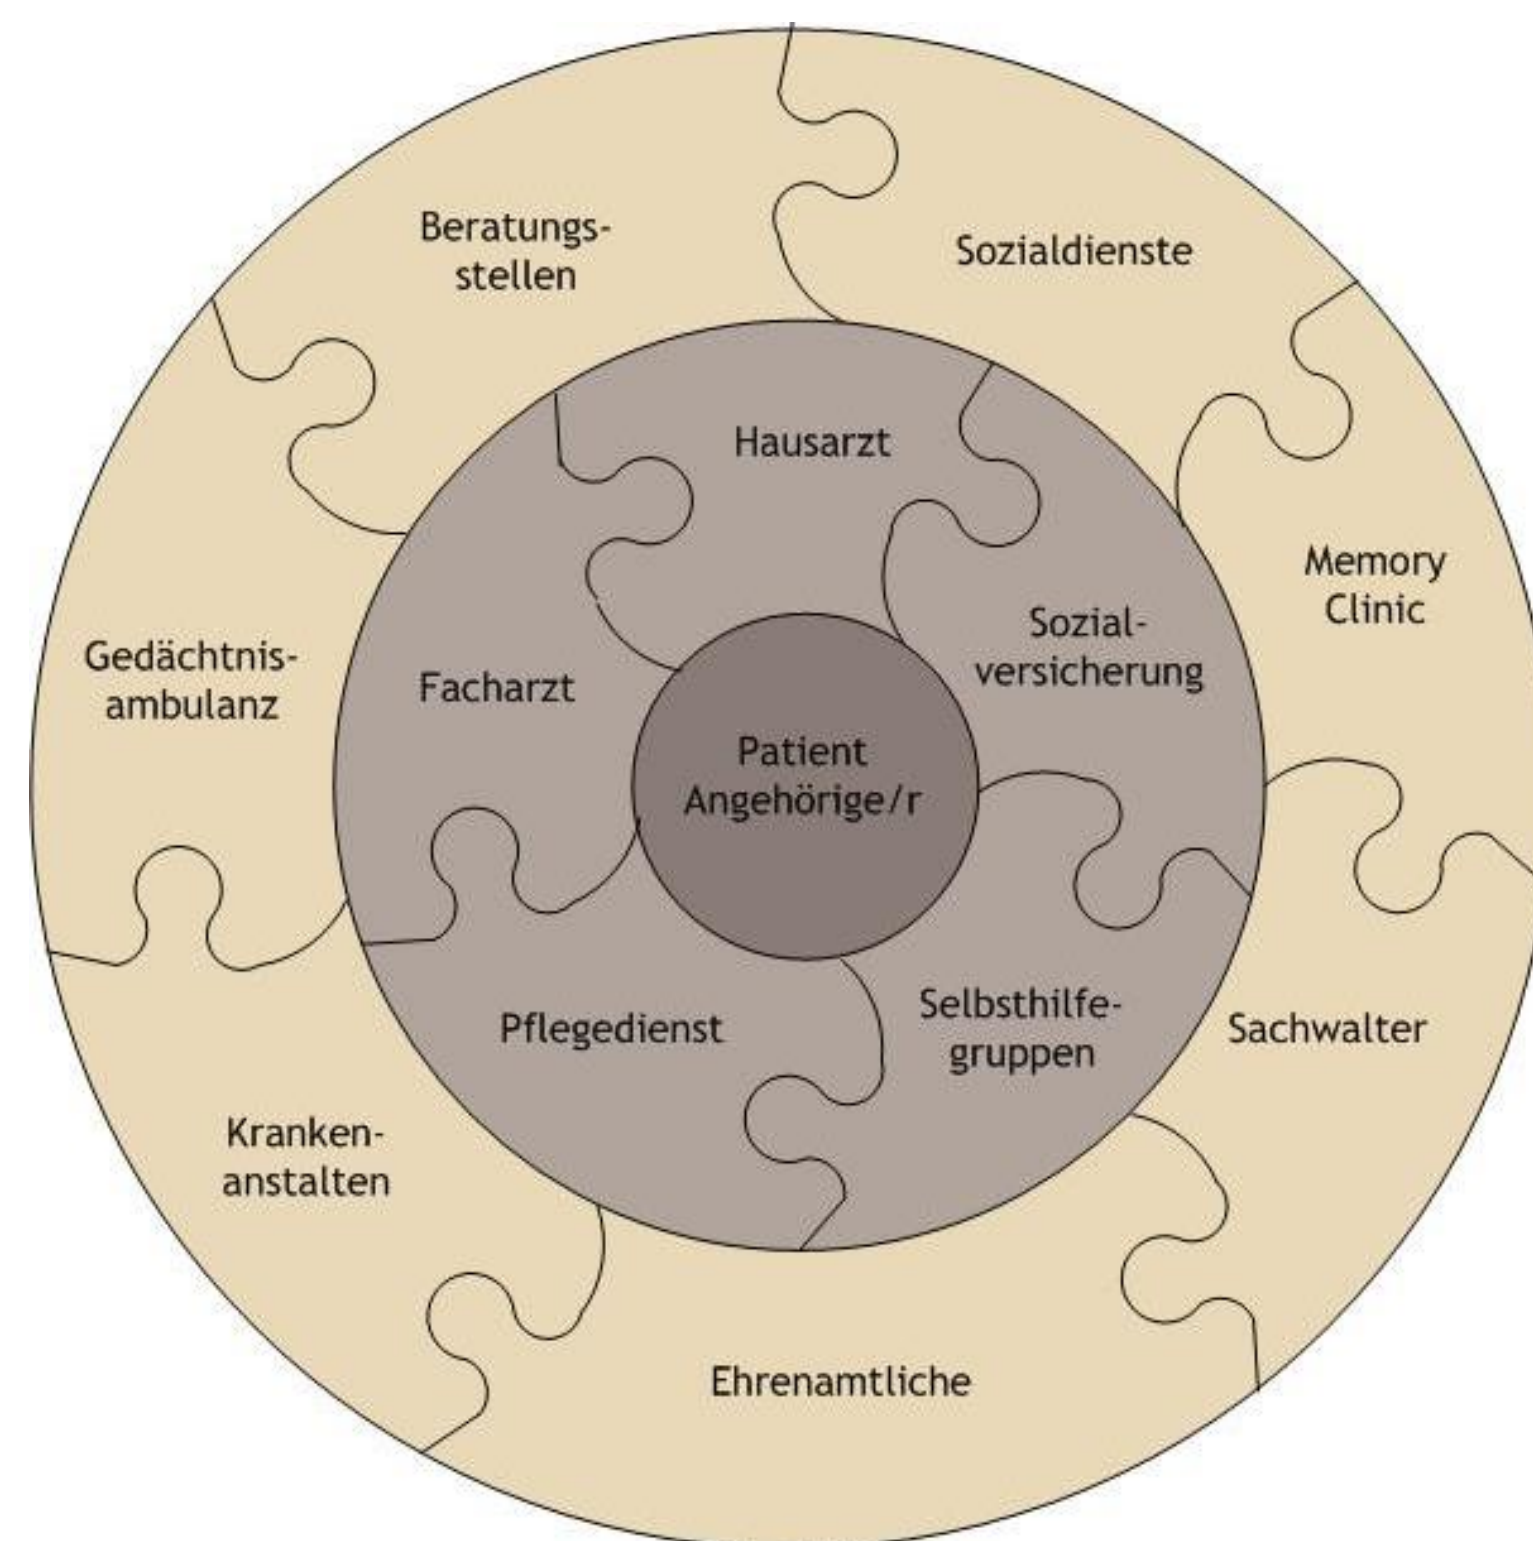 Beratungs-
stellen
Sozialdienste
Hausarzt
Memory
Clinic
Sozial-
versicherung
Gedächtnis-
ambulanz
Facharzt
Patient
Angehörige/r
Pflegedienst
Selbsthilfe-
gruppen
Sachwalter
Kranken-
anstalten
Ehrenamtliche